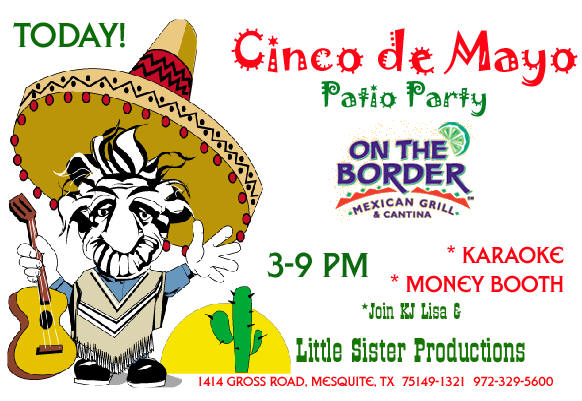 TODAY!
Cinco de Mayo
Patio Party
ON THE
BORDER
MEXICAN GRILL
& CANTINA
3-9 PM
* KARAOKE
* MONEY BOOTH
*Join KJ Lisa &
Little Sister Productions
1414 GROSS ROAD, MESQUITE, TX 75149-1321 972-329-5600